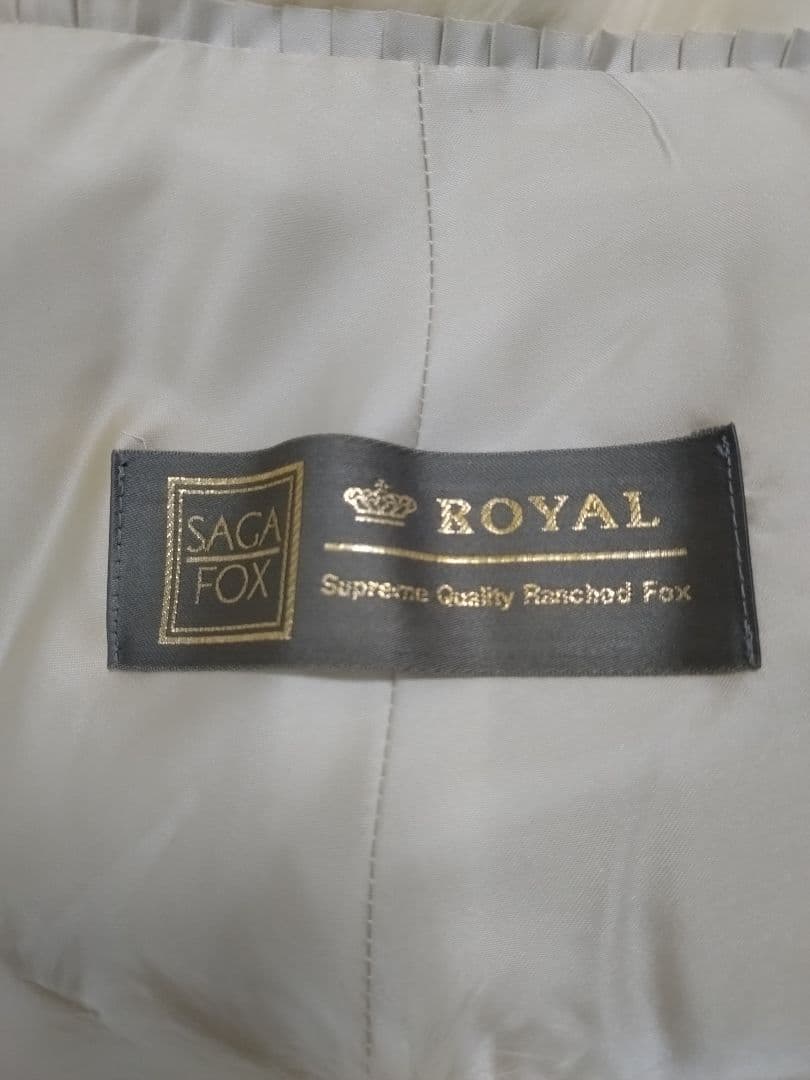 SAGA
FOX
ROYAL
Supreme Quality Ranched Fox